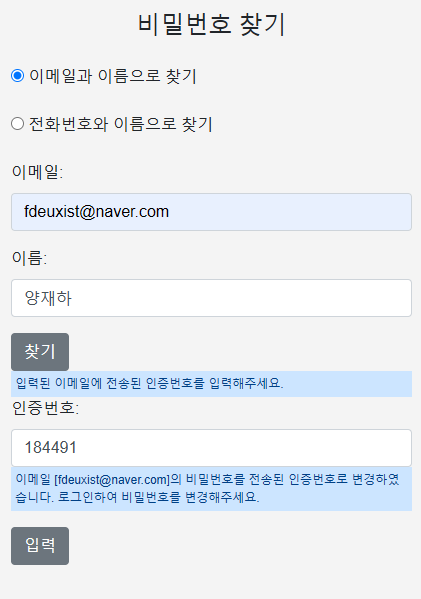 비밀번호 찾기
이메일과 이름으로 찾기
전화번호와 이름으로 찾기
이메일:
fdeuxist@naver.com
이름:
양재하
찾기
입력된 이메일에 전송된 인증번호를 입력해주세요.
인증번호:
184491
이메일 [fdeuxist@naver.com]의 비밀번호를 전송된 인증번호로 변경하였
습니다. 로그인하여 비밀번호를 변경해주세요.
입력